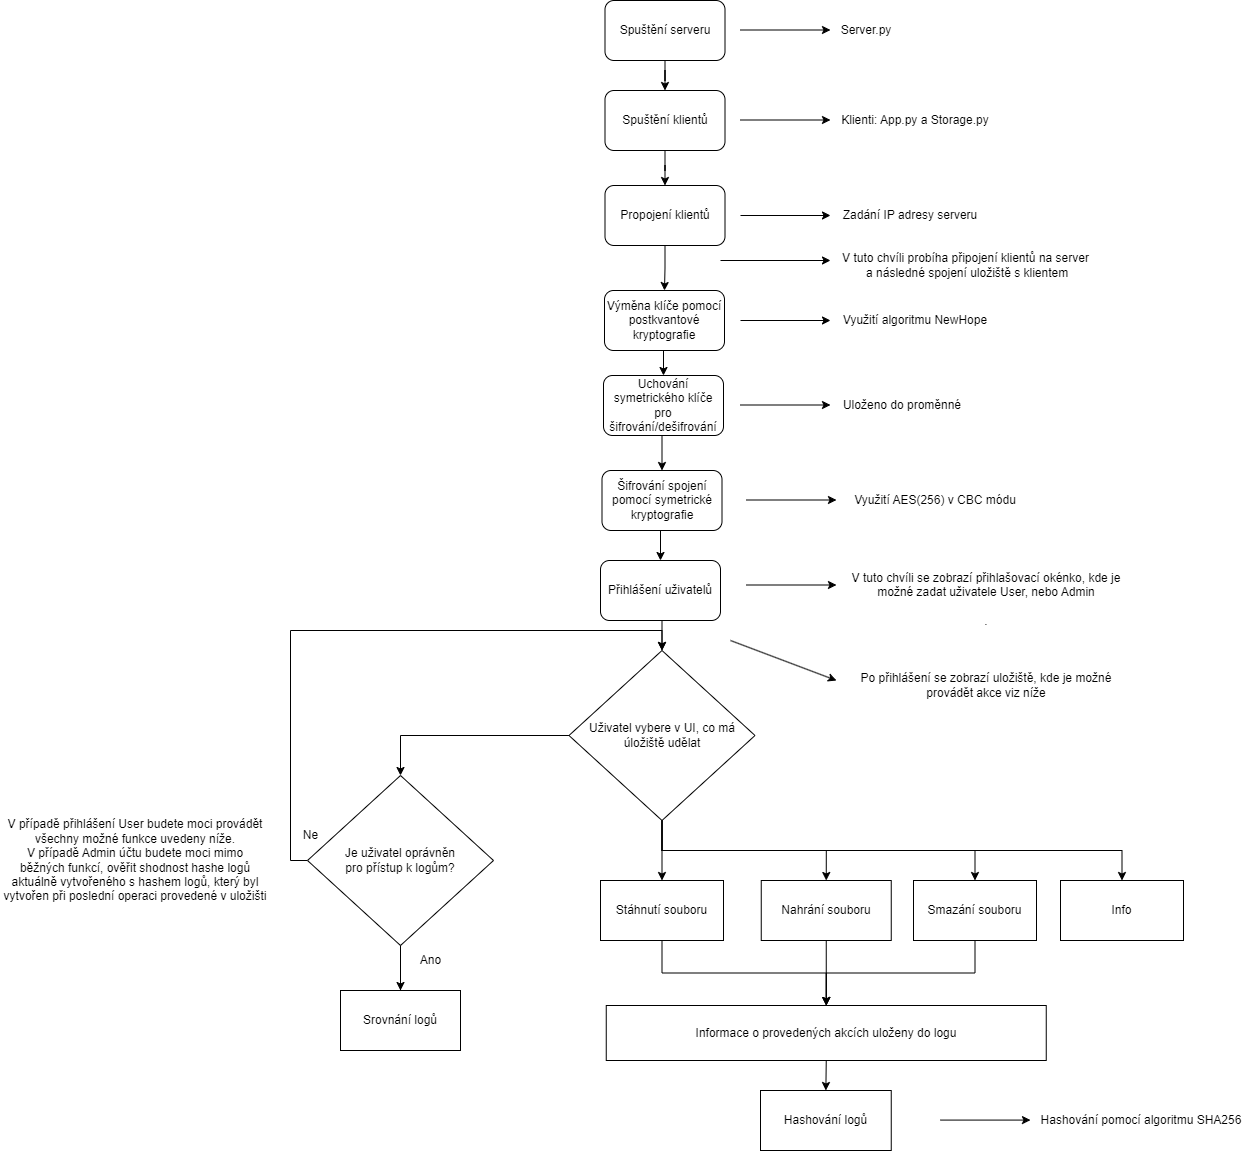 Spuštění serveru
Server.py
Spuštění klientů
Klienti: App.py a Storage.py
Propojení klientů
Zadání IP adresy serveru
V tuto chvíli probíha připojení klientů na server
a následné spojení uložiště s klientem
Výměna klíče pomocí
postkvantové
kryptografie
Využití algoritmu NewHope
Uchování
symetrického klíče
pro
šifrování/dešifrování
Uloženo do proměnné
Šifrování spojení
pomocí symetrické
kryptografie
Využití AES(256) v CBC módu
Přihlášení uživatelů
V tuto chvíli se zobrazí přihlašovací okénko, kde je
možné zadat uživatele User, nebo Admin
.
Po přihlášení se zobrazí uložiště, kde je možné
provádět akce viz níže
Uživatel vybere v UI, co má
úložiště udělat
V případě přihlášení User budete moci provádět
všechny možné funkce uvedeny níže.
V případě Admin účtu budete moci mimo
běžných funkcí, ověřit shodnost hashe logů
aktuálně vytvořeného s hashem logů, který byl
vytvořen při poslední operaci provedené v uložišti
Ne
Je uživatel oprávněn
pro přístup k logům?
Ano
Srovnání logů
Stáhnutí souboru
Nahrání souboru
Smazání souboru
Info
Informace o provedených akcích uloženy do logu
Hashování logů
Hashování pomocí algoritmu SHA256